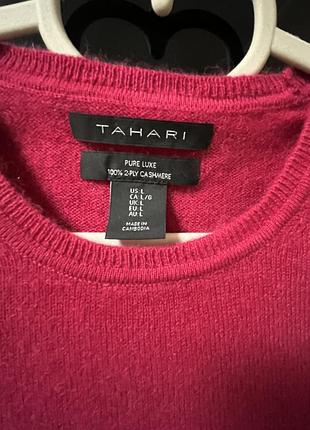 TAHARI
PURE LUXE
100% 2-PLY CASHMERE
US: L
CA: L/G
UK: L
EU: L
AU: L
MADE IN
CAMBODIA